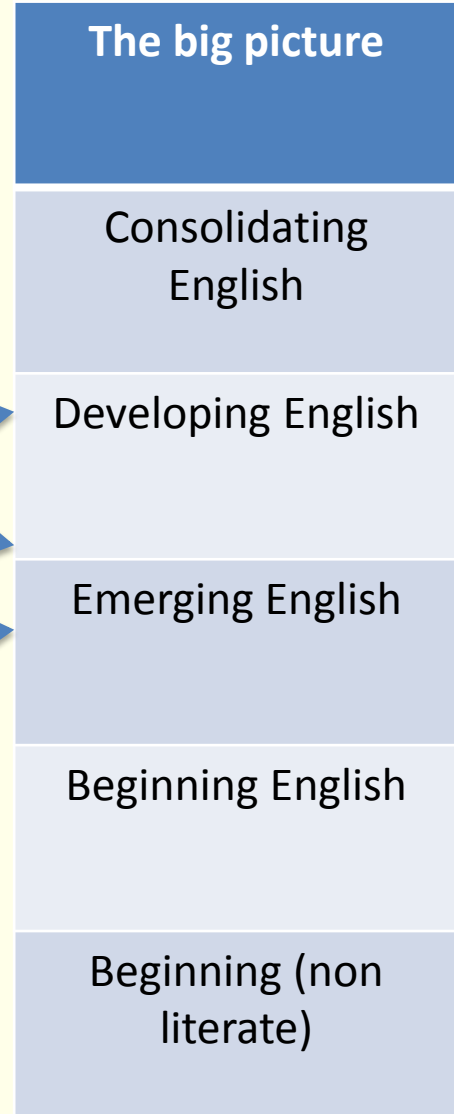 The big picture
Consolidating
English
Developing English
Emerging English
Beginning English
Beginning (non
literate)